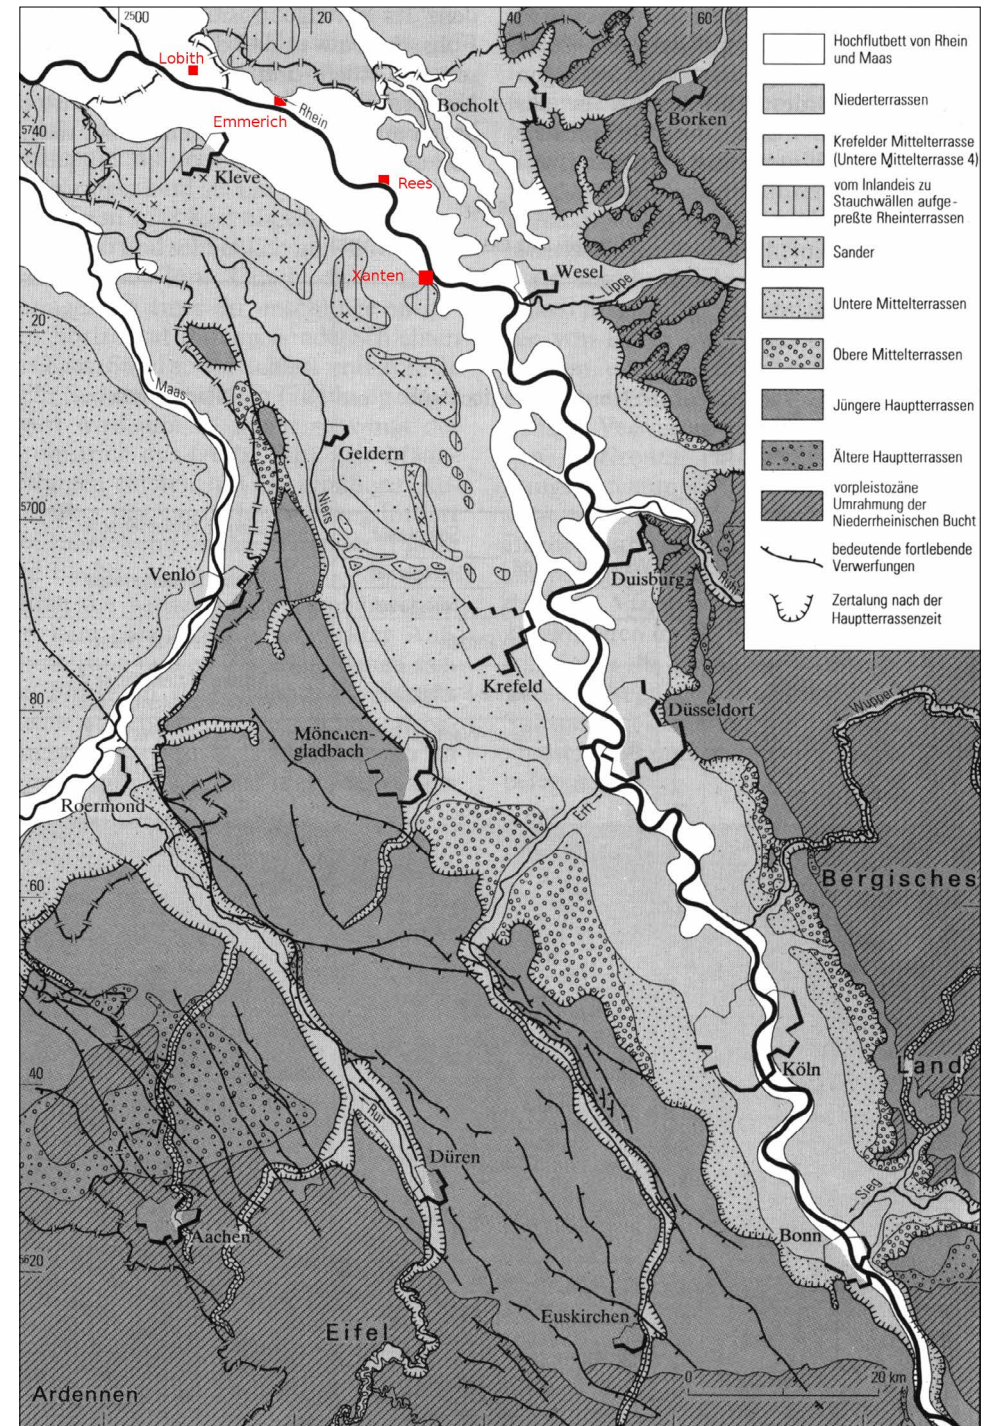 2500
20
40
60
Lobith
Emmerich
Rhein
Bocholt
Borken
5740
Kleve
Rees
Xanten
Wesel
Lippe
20
Maas
Geldern
Niers
5700
Venlo
Duisburg
Ruhr
Krefeld
80
Düsseldorf
Wupper
Mönchen-
gladbach
Roermond
Erft
60
Bergisches
Land
40
Köln
Rur
Düren
Sieg
Aachen
Bonn
5620
Euskirchen
Eifel
Ardennen
0 20 km
Hochflutbett von Rhein
und Maas
Niederterrassen
Krefelder Mittelterrasse
(Untere Mittelterrasse 4)
vom Inlandeis zu
Stauchwällen aufge-
preßte Rheinterrassen
Sander
Untere Mittelterrassen
Obere Mittelterrassen
Jüngere Hauptterrassen
Ältere Hauptterrassen
vorpleistozäne
Umrahmung der
Niederrheinischen Bucht
bedeutende fortlebende
Verwerfungen
Zertalung nach der
Hauptterrassenzeit